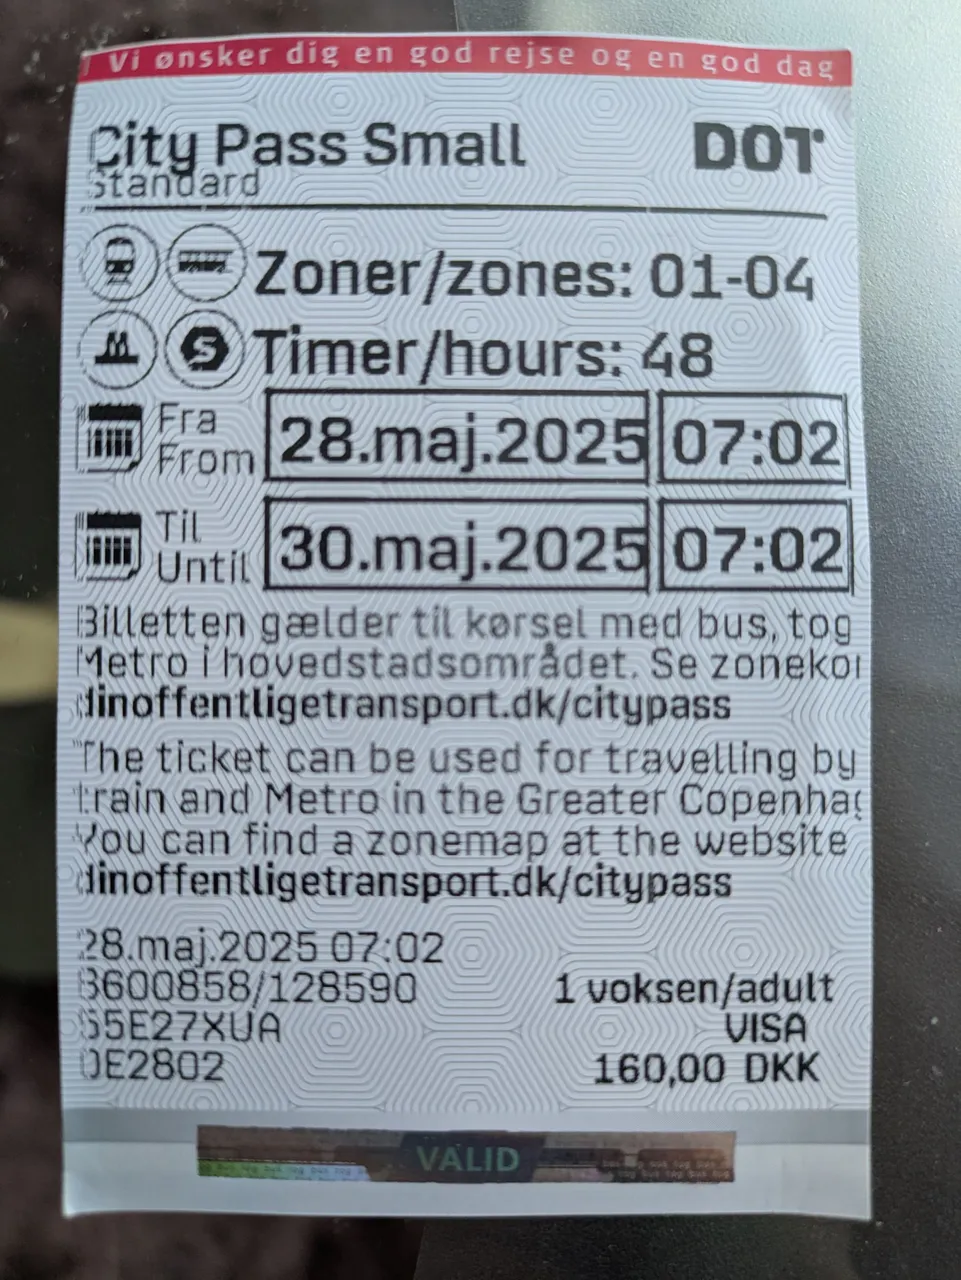 Vi ønsker dig en god rejse og en god dag
City Pass Small DOT
Standard
Zoner/zones: 01-04
S Timer/hours: 48
Fra
From 28.maj.2025 07:02
Til
Until 30.maj.2025 07:02
Billetten gælder til kørsel med bus, tog
Metro i hovedstadsområdet. Se zonekor
dinoffentligetransport.dk/citypass
The ticket can be used for travelling by
train and Metro in the Greater Copenhag
You can find a zonemap at the website
dinoffentligetransport.dk/citypass
28.maj.2025 07:02
3600858/128590 1 voksen/adult
55E27XUA VISA
0E2802 160,00 DKK
VALID